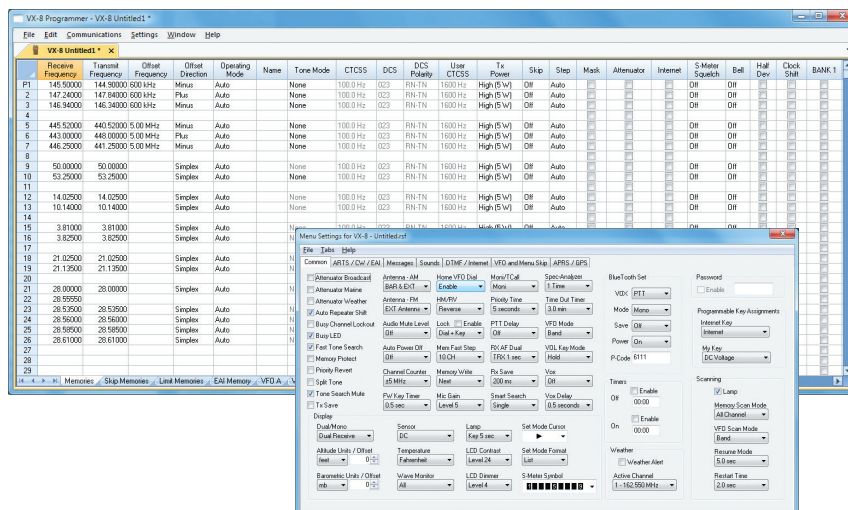 VX-8 Programmer - VX-8 Untitled1 *
File Edit Communications Settings Window Help
VX-8 Untitled1 * ×
Receive Frequency Transmit Frequency Offset Frequency Offset Direction Operating Mode Name Tone Mode CTCSS DCS DCS Polarity User CTCSS Tx Power Skip Step Mask Attenuator Internet S-Meter Squelch Bell Half Dev Clock Shift BANK 1
P1 145.50000 144.90000 600 kHz Minus Auto None 100.0 Hz 023 RN-TN 1600 Hz High (5 W) Off Auto Off Off
2 147.24000 147.84000 600 kHz Plus Auto None 100.0 Hz 023 RN-TN 1600 Hz High (5 W) Off Auto Off Off
3 146.94000 146.34000 600 kHz Minus Auto None 100.0 Hz 023 RN-TN 1600 Hz High (5 W) Off Auto Off Off
4
5 445.52000 440.52000 5.00 MHz Minus Auto None 100.0 Hz 023 RN-TN 1600 Hz High (5 W) Off Auto Off Off
6 443.00000 448.00000 5.00 MHz Plus Auto None 100.0 Hz 023 RN-TN 1600 Hz High (5 W) Off Auto Off Off
7 446.25000 441.25000 5.00 MHz Minus Auto None 100.0 Hz 023 RN-TN 1600 Hz High (5 W) Off Auto Off Off
8
9 50.00000 50.00000 Simplex Auto None 100.0 Hz 023 RN-TN 1600 Hz High (5 W) Off Auto Off Off
10 53.25000 53.25000 Simplex Auto None 100.0 Hz 023 RN-TN 1600 Hz High (5 W) Off Auto Off Off
11
12 14.02500 14.02500 Simplex Auto None 100.0 Hz 023 RN-TN 1600 Hz High (5 W) Off Auto Off Off
13 10.14000 10.14000 Simplex Auto None 100.0 Hz 023 RN-TN 1600 Hz High (5 W) Off Auto Off Off
14
15 3.81000 3.81000 Simplex Auto
16 3.82500 3.82500 Simplex Auto
17
18 21.02500 21.02500 Simplex Auto
19 21.13500 21.13500 Simplex Auto
20
21 28.00000 28.00000 Simplex Auto
22 28.55550
23 28.53500 28.53500 Simplex Auto
24 28.56000 28.56000 Simplex Auto
25 28.58500 28.58500 Simplex Auto
26 28.61000 28.61000 Simplex Auto
27
28
29
Memories Skip Memories Limit Memories EAI Memory VFO A
Menu Settings for VX-8 - Untitled.rsf
File Tabs Help
Common ARTS / CW / EAI Messages Sounds DTMF / Internet VFO and Menu Skip APRS / GPS
Attenuator Broadcast
Attenuator Marine
Attenuator Weather
Auto Repeater Shift
Busy Channel Lockout
Busy LED
Fast Tone Search
Memory Protect
Priority Revert
Split Tone
Tone Search Mute
Tx Save
Antenna - AM Home VFO Dial Moni/TCall Spec-Analyzer
BAR & EXT Enable Moni 1 Time
Antenna - FM HM/RV Priority Time Time Out Timer
EXT Antenna Reverse 5 seconds 3.0 min
Audio Mute Level Lock. Enable PTT Delay VFO Mode
Off Dial + Key Off Band
Auto Power Off Mem Fast Step RX AF Dual VOL Key Mode
Off 10 CH TRX 1 sec Hold
Channel Counter Memory Write Rx Save Vox
±5 MHz Next 200 ms Off
FW Key Timer Mic Gain Smart Search Vox Delay
0.5 sec Level 5 Single 0.5 seconds
Display
Dual/Mono Sensor Lamp Set Mode Cursor
Dual Receive DC Key 5 sec
Altitude Units / Offset Temperature LCD Contrast Set Mode Format
feet 0 Fahrenheit Level 24 List
Barometric Units / Offset Wave Monitor LCD Dimmer S-Meter Symbol
mb 0 All Level 4
BlueTooth Set
VOX PTT
Mode Mono
Save Off
Power On
P-Code 6111
Timers
Enable
Off 00:00
Enable
On 00:00
Weather
Weather Alert
Active Channel
1 - 162.550 MHz
Password
Enable
Programmable Key Assignments
Internet Key
Internet
My Key
DC Voltage
Scanning
Lamp
Memory Scan Mode
All Channel
VFO Scan Mode
Band
Resume Mode
5.0 sec
Restart Time
2.0 sec